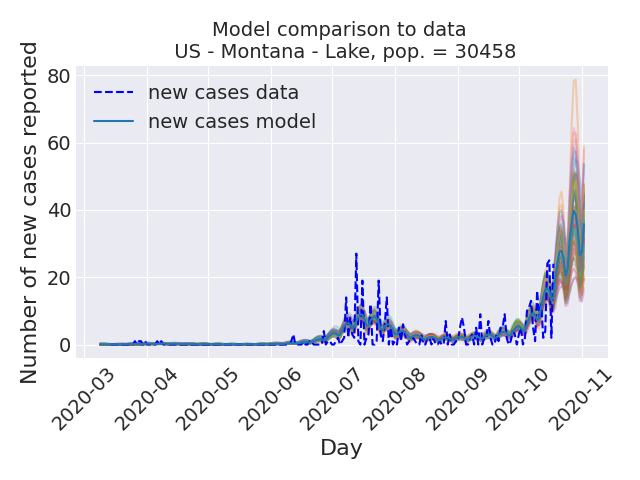 Model comparison to data
US - Montana - Lake, pop. = 30458
Number of new cases reported
80
60
40
20
0
new cases data
new cases model
2020-03
2020-04
2020-05
2020-06
2020-07
2020-08
2020-09
2020-10
2020-11
Day